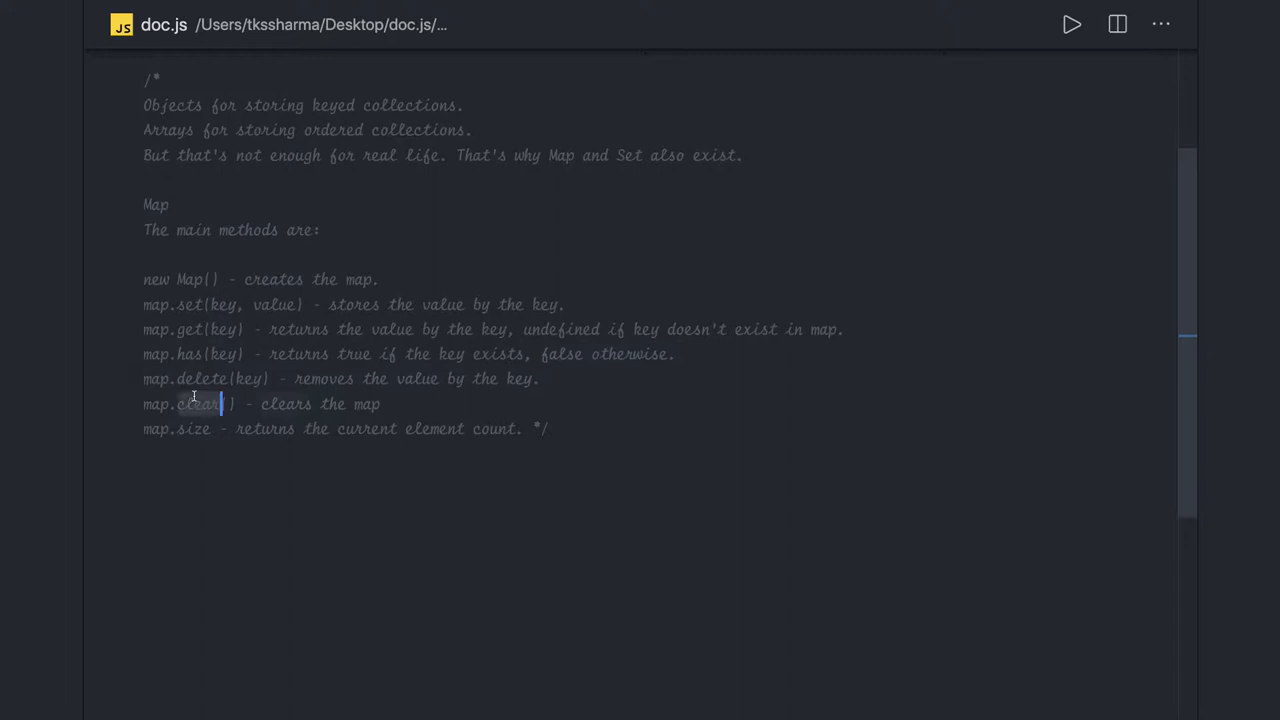 JS doc.js /Users/tkssharma/Desktop/doc.js/...
/*
Objects for storing keyed collections.
Arrays for storing ordered collections.
But that's not enough for real life. That's why Map and Set also exist.
Map
The main methods are:
new Map() - creates the map.
map.set(key, value) - stores the value by the key.
map.get(key) - returns the value by the key, undefined if key doesn't exist in map.
map.has(key) - returns true if the key exists, false otherwise.
map.delete(key) - removes the value by the key.
map.clear() - clears the map
map.size - returns the current element count. */